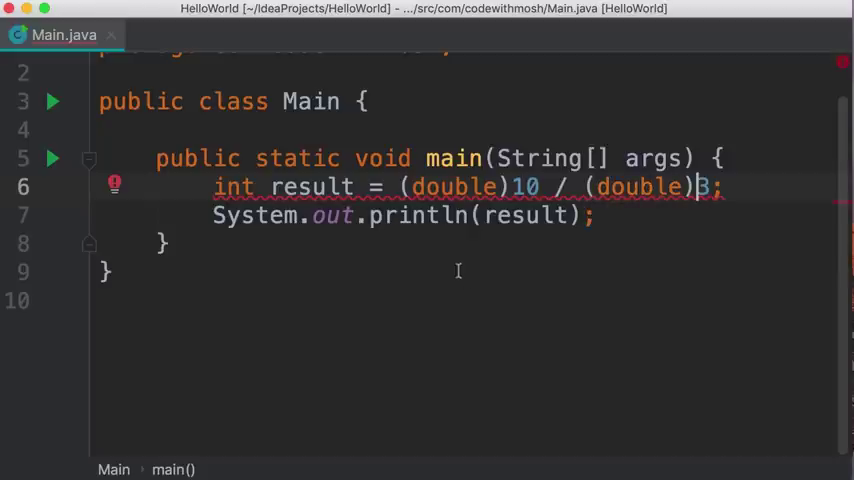 HelloWorld [~/IdeaProjects/HelloWorld] - .../src/com/codewithmosh/Main.java [HelloWorld]
Main.java
2
3 public class Main {
4
5 public static void main(String[] args) {
6 int result = (double)10 / (double)3;
7 System.out.println(result);
8 }
9 }
10
Main › main()